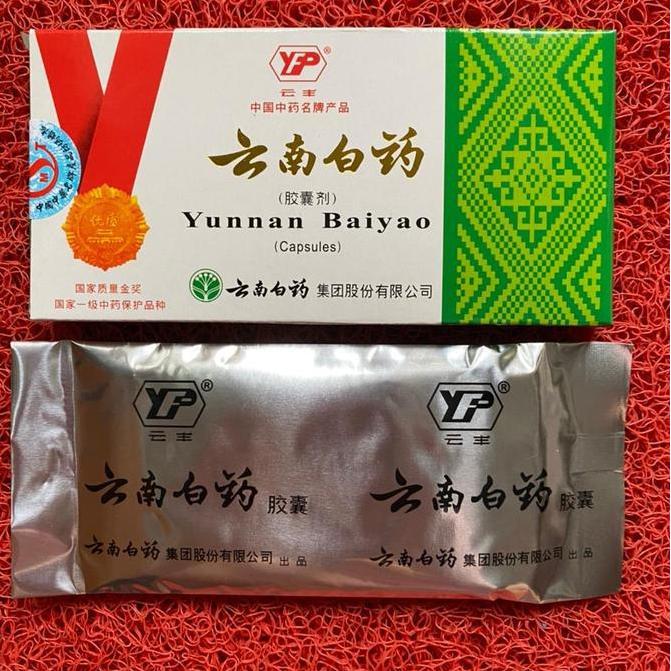 YFP®
云丰
中国中药名牌产品
云南白药
(胶囊剂)
Yunnan Baiyao
(Capsules)
云南白药 集团股份有限公司
国家质量金奖
国家一级中药保护品种
YFP®
云丰
云南白药 胶囊
云南白药 集团股份有限公司 出品
YFP®
云丰
云南白药 胶囊
云南白药 集团股份有限公司 出品